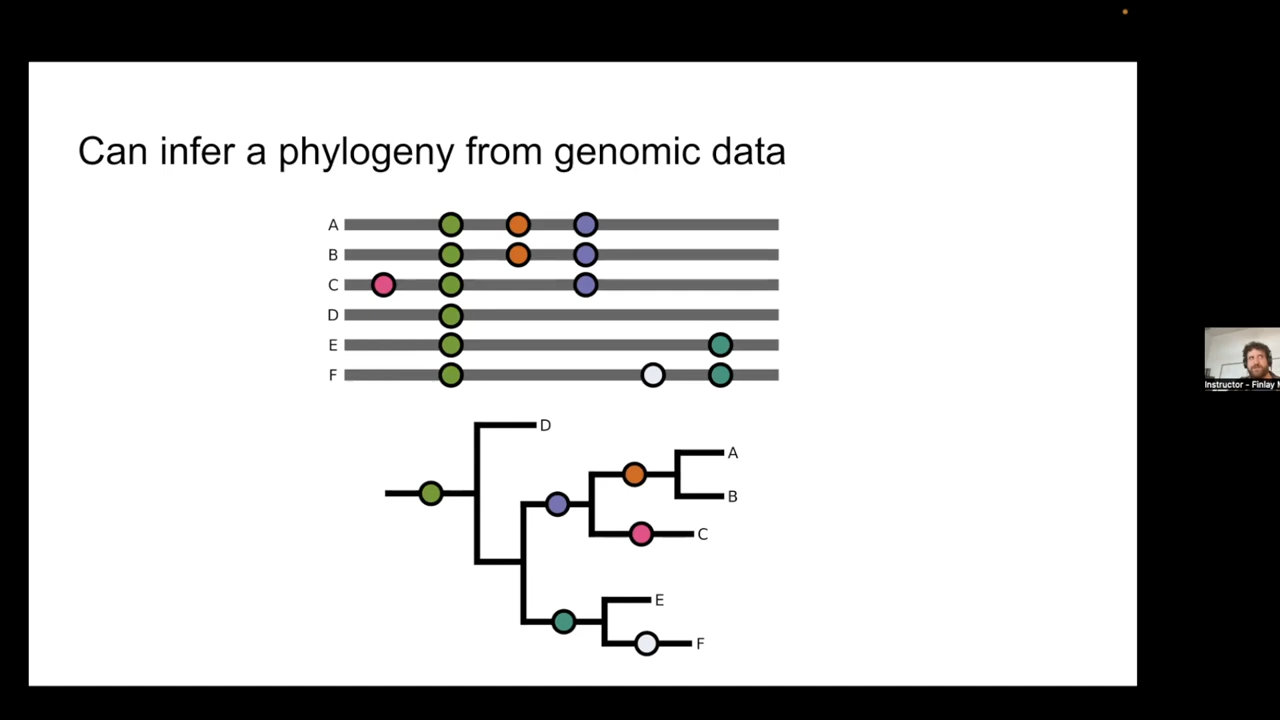 Can infer a phylogeny from genomic data
A
B
C
D
E
F
D
A
B
C
E
F
Instructor - Finlay M